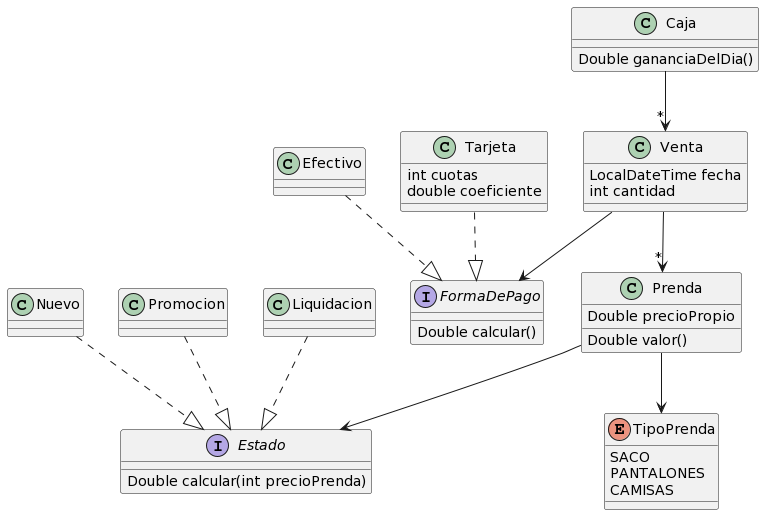 C Caja
Double gananciaDelDia()
*
C Venta
LocalDateTime fecha
int cantidad
C Tarjeta
int cuotas
double coeficiente
C Efectivo
*
I FormaDePago
Double calcular()
C Prenda
Double precioPropio
Double valor()
C Nuevo
C Promocion
C Liquidacion
I Estado
Double calcular(int precioPrenda)
E TipoPrenda
SACO
PANTALONES
CAMISAS